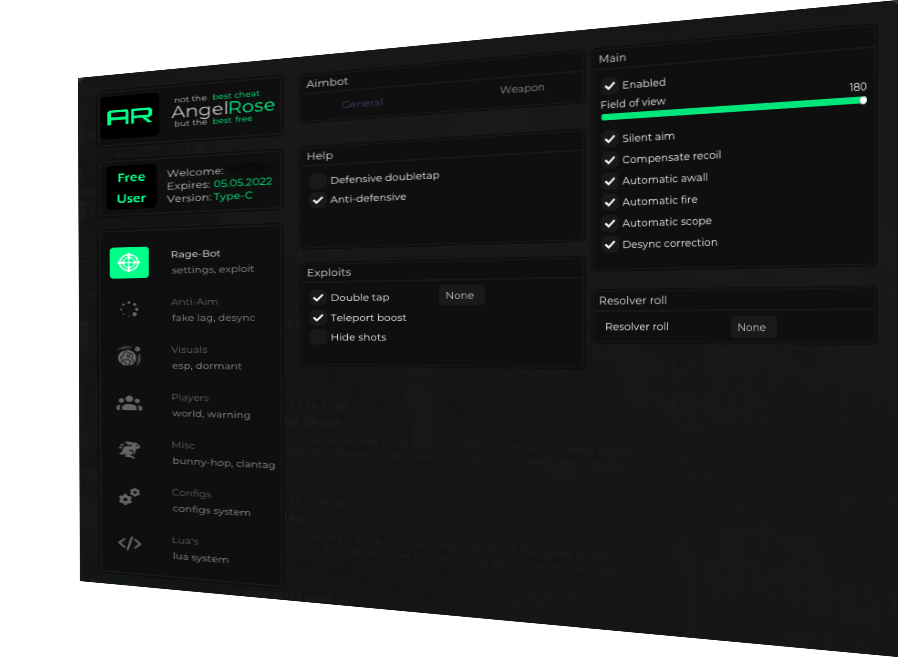 AR
not the best cheat
AngelRose
but the best free
Free
User
Welcome:
Expires: 05.05.2022
Version: Type-C
Rage-Bot
settings, exploit
Anti-Aim
fake lag, desync
Visuals
esp, dormant
Players
world, warning
Misc
bunny-hop, clantag
Configs
configs system
Lua's
lua system
Aimbot
General
Weapon
Help
Defensive doubletap
Anti-defensive
Exploits
Double tap
None
Teleport boost
Hide shots
Main
Enabled
Field of view
180
Silent aim
Compensate recoil
Automatic awall
Automatic fire
Automatic scope
Desync correction
Resolver roll
Resolver roll
None